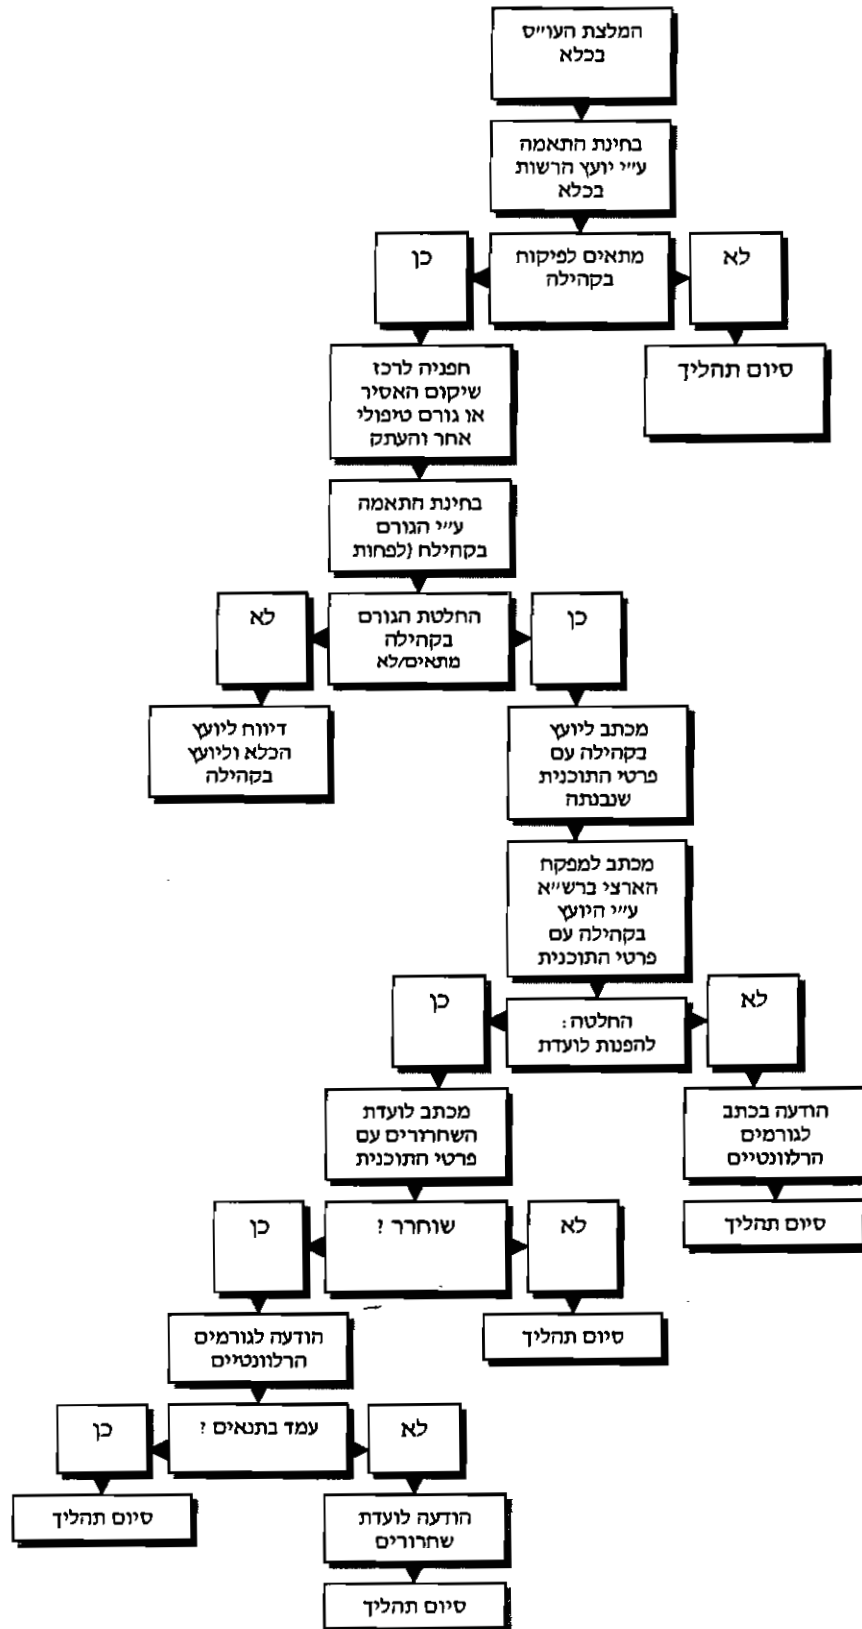 המלצת העו״ס
בכלא
בחינת התאמה
ע״י יועץ הרשות
בכלא
מתאים לפיקוח
בקהילה
כן
לא
סיום תהליך
חפניה לרכז
שיקום האסיר
או גורם טיפולי
אחר והעתק
בחינת התאמה
ע״י הגורם
בקהילח (לפחות
החלטת הגורם
בקהילה
מתאים/לא
לא
כן
דיווח ליועץ
הכלא וליועץ
בקהילה
מכתב ליועץ
בקהילה עם
פרטי התוכנית
שנבנתה
מכתב למפקח
הארצי ברש״א
ע״י היועץ
בקהילה עם
פרטי התוכנית
החלטה:
להפנות לועדת
כן
לא
הודעה בכתב
לגורמים
הרלוונטיים
סיום תהליך
מכתב לועדת
השחרורים עם
פרטי התוכנית
שוחרר ?
כן
לא
סיום תהליך
הודעה לגורמים
הרלוונטיים
עמד בתנאים ?
כן
לא
סיום תהליך
הודעה לועדת
שחרורים
סיום תהליך